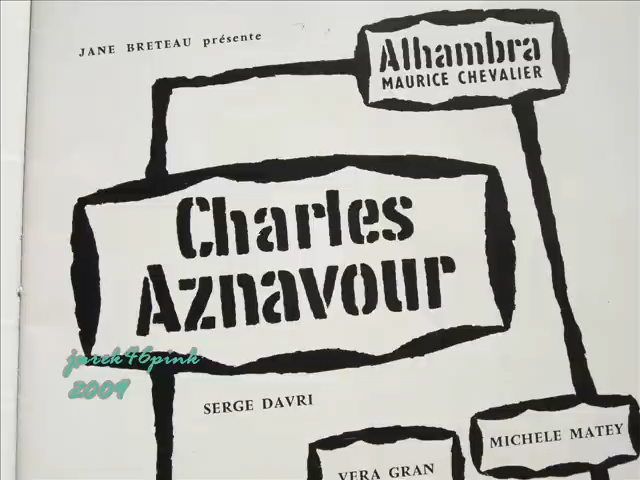 JANE BRETEAU présente
Alhambra
MAURICE CHEVALIER
Charles
Aznavour
jurek46pink
2009
SERGE DAVRI
MICHELE MATEY
VERA GRAN